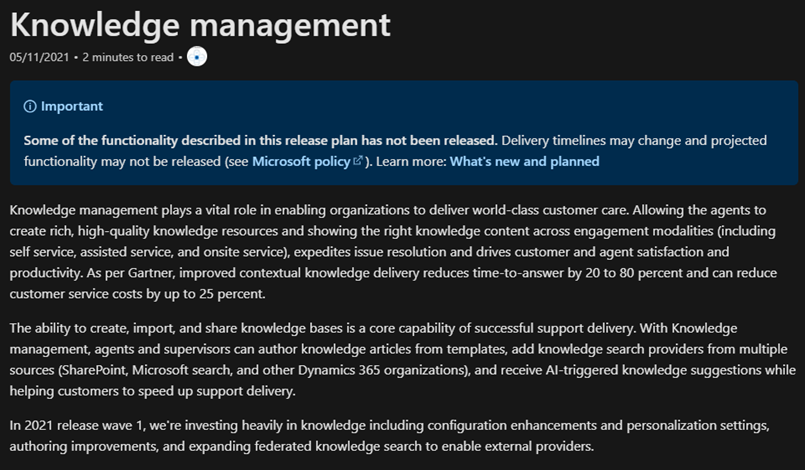 Knowledge management
05/11/2021 • 2 minutes to read •
Important
Some of the functionality described in this release plan has not been released. Delivery timelines may change and projected
functionality may not be released (see Microsoft policy). Learn more: What's new and planned
Knowledge management plays a vital role in enabling organizations to deliver world-class customer care. Allowing the agents to
create rich, high-quality knowledge resources and showing the right knowledge content across engagement modalities (including
self service, assisted service, and onsite service), expedites issue resolution and drives customer and agent satisfaction and
productivity. As per Gartner, improved contextual knowledge delivery reduces time-to-answer by 20 to 80 percent and can reduce
customer service costs by up to 25 percent.
The ability to create, import, and share knowledge bases is a core capability of successful support delivery. With Knowledge
management, agents and supervisors can author knowledge articles from templates, add knowledge search providers from multiple
sources (SharePoint, Microsoft search, and other Dynamics 365 organizations), and receive AI-triggered knowledge suggestions while
helping customers to speed up support delivery.
In 2021 release wave 1, we're investing heavily in knowledge including configuration enhancements and personalization settings,
authoring improvements, and expanding federated knowledge search to enable external providers.